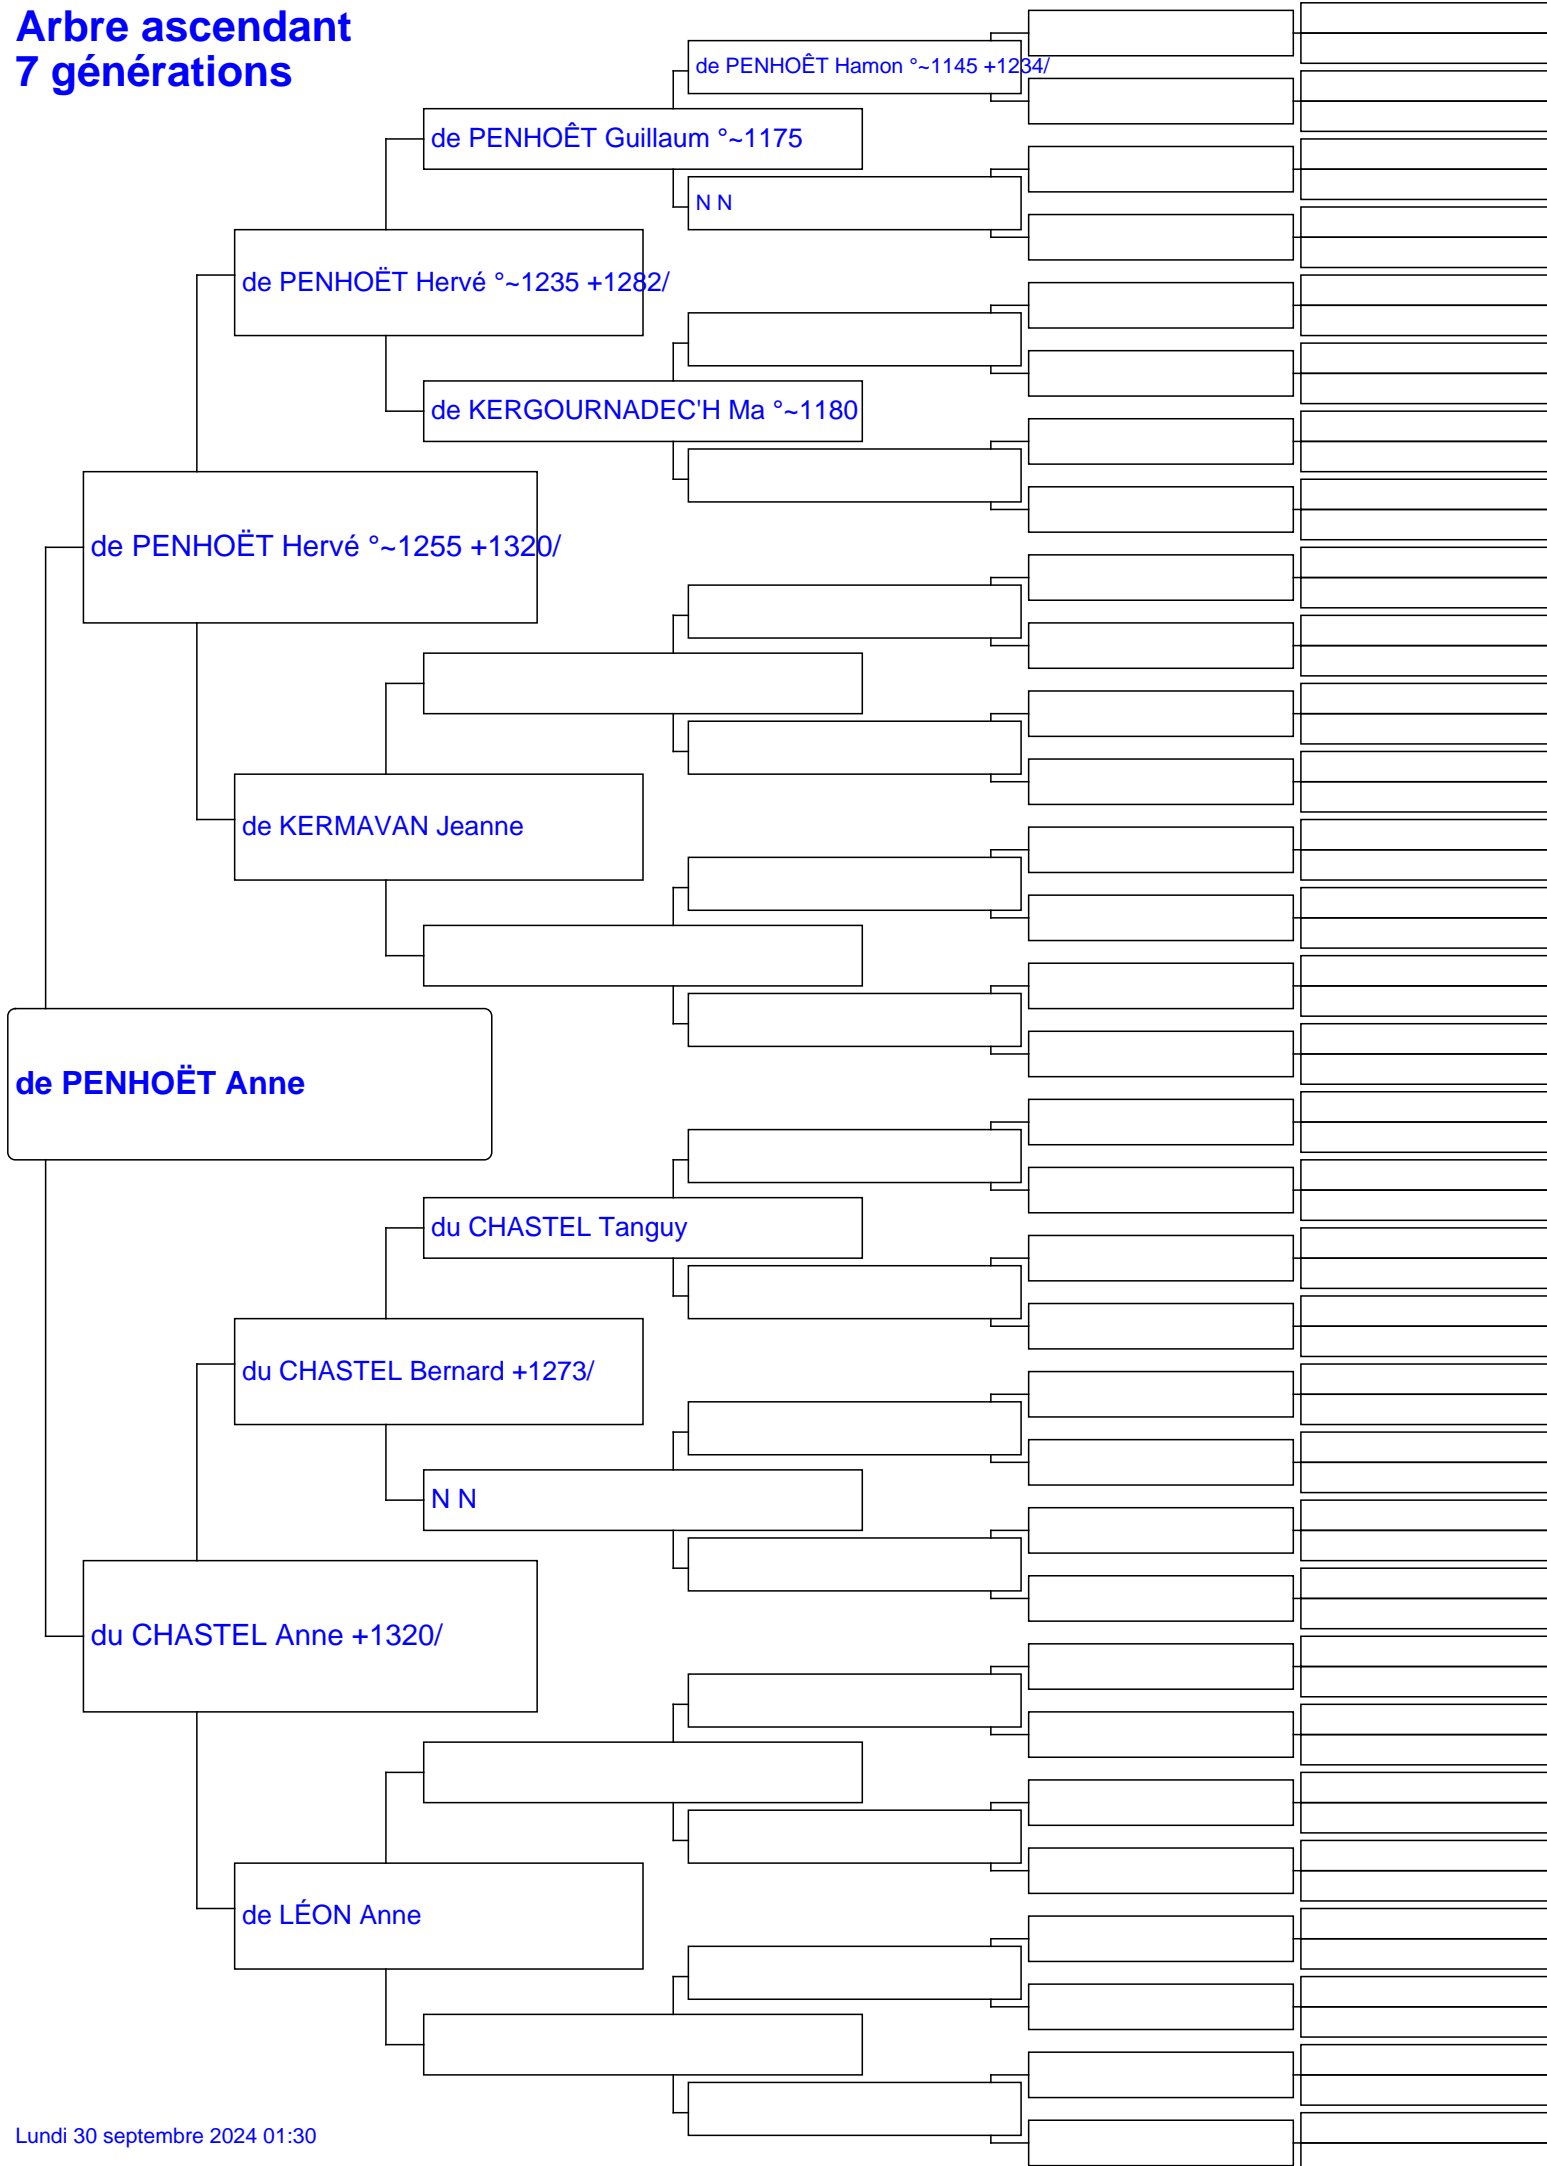 Arbre ascendant
7 générations
de PENHOÊT Hamon °~1145 +1234/
de PENHOÊT Guillaum °~1175
N N
de PENHOËT Hervé °~1235 +1282/
de KERGOURNADEC'H Ma °~1180
de PENHOËT Hervé °~1255 +1320/
de KERMAVAN Jeanne
de PENHOËT Anne
du CHASTEL Tanguy
du CHASTEL Bernard +1273/
N N
du CHASTEL Anne +1320/
de LÉON Anne
Lundi 30 septembre 2024 01:30